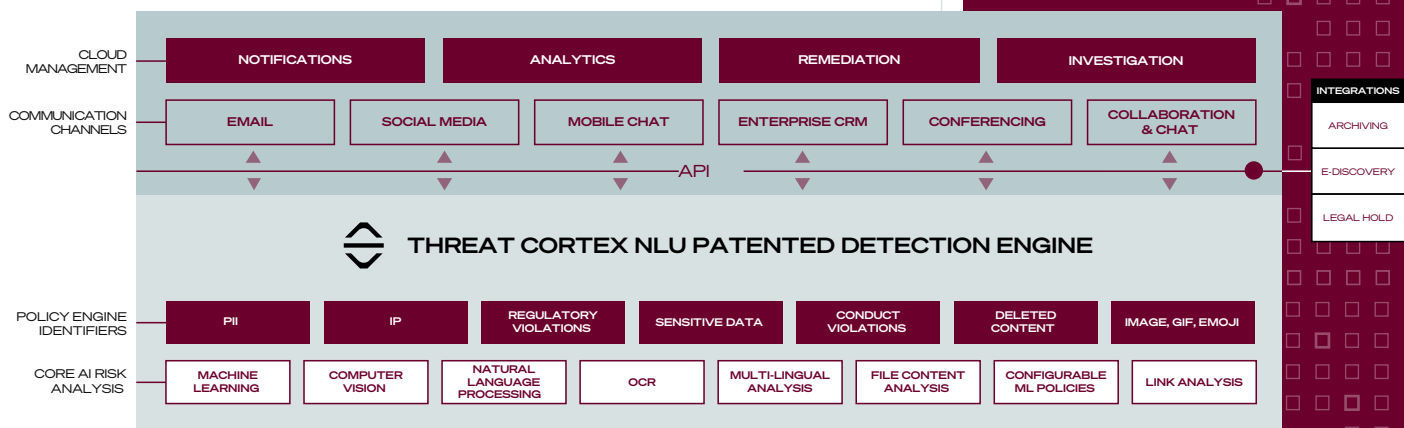 CLOUD
MANAGEMENT
NOTIFICATIONS
ANALYTICS
REMEDIATION
INVESTIGATION
COMMUNICATION
CHANNELS
EMAIL
SOCIAL MEDIA
MOBILE CHAT
ENTERPRISE CRM
CONFERENCING
COLLABORATION
& CHAT
API
INTEGRATIONS
ARCHIVING
E-DISCOVERY
LEGAL HOLD
THREAT CORTEX NLU PATENTED DETECTION ENGINE
POLICY ENGINE
IDENTIFIERS
PII
IP
REGULATORY
VIOLATIONS
SENSITIVE DATA
CONDUCT
VIOLATIONS
DELETED
CONTENT
IMAGE, GIF, EMOJI
CORE AI RISK
ANALYSIS
MACHINE
LEARNING
COMPUTER
VISION
NATURAL
LANGUAGE
PROCESSING
OCR
MULTI-LINGUAL
ANALYSIS
FILE CONTENT
ANALYSIS
CONFIGURABLE
ML POLICIES
LINK ANALYSIS